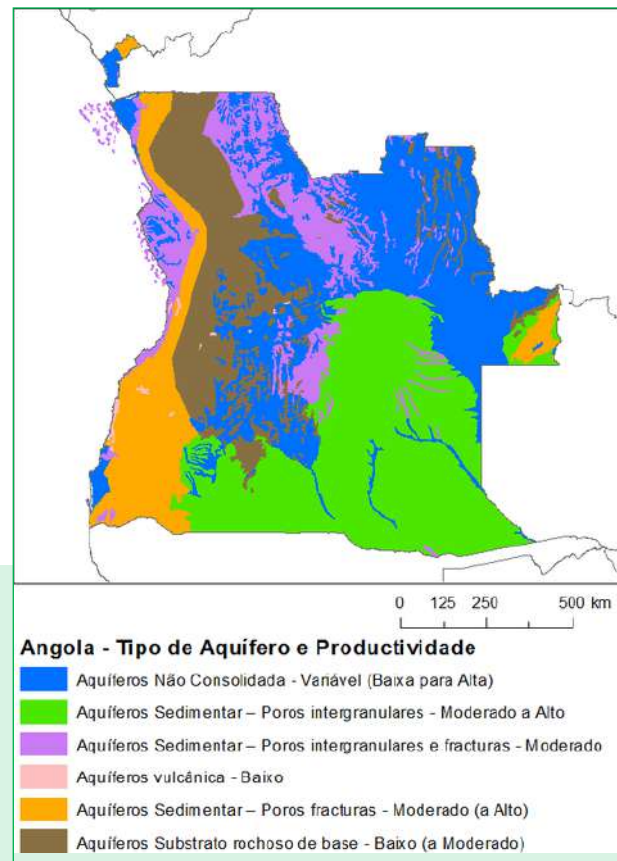 0 125 250 500 km
Angola - Tipo de Aquífero e Productividade
Aquíferos Não Consolidada - Variável (Baixa para Alta)
Aquíferos Sedimentar – Poros intergranulares - Moderado a Alto
Aquíferos Sedimentar – Poros intergranulares e fracturas - Moderado
Aquíferos vulcânica - Baixo
Aquíferos Sedimentar – Poros fracturas - Moderado (a Alto)
Aquíferos Substrato rochoso de base - Baixo (a Moderado)